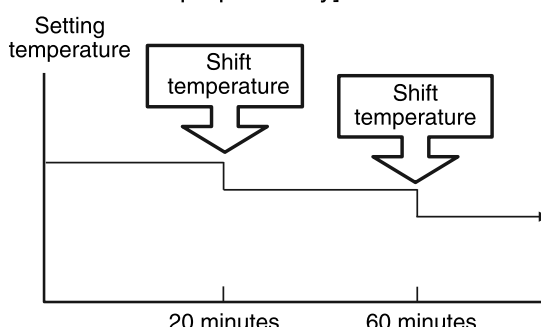 Setting
temperature
Shift
temperature
Shift
temperature
20 minutes
60 minutes